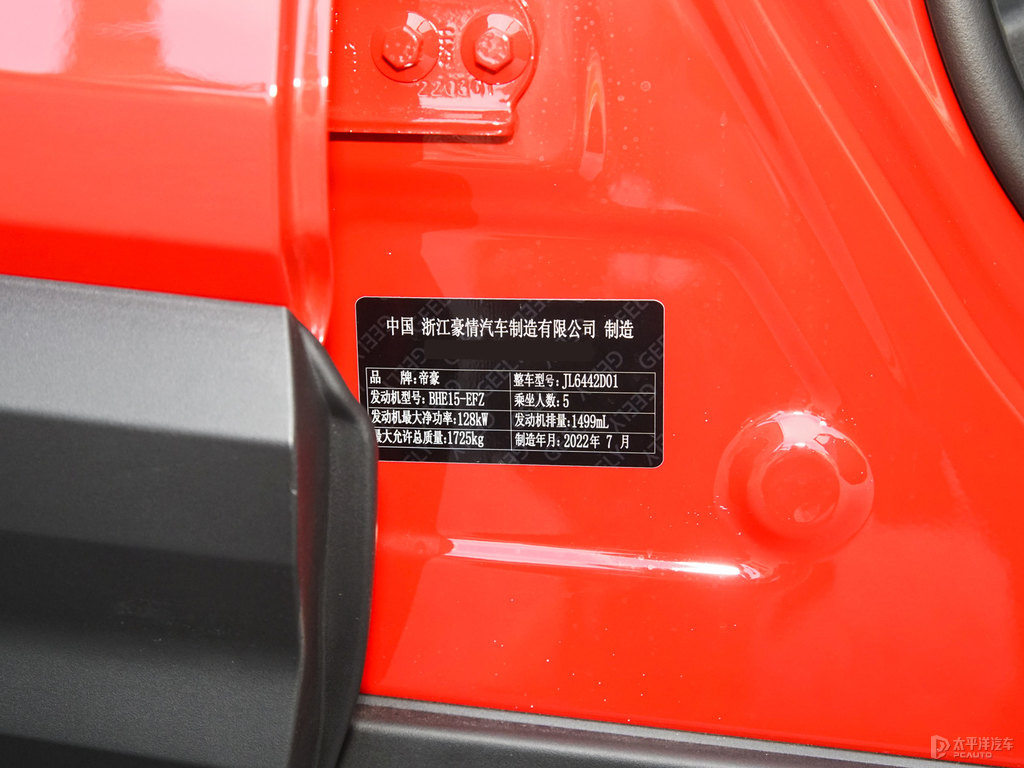 中国 浙江豪情汽车制造有限公司 制造
品 牌:帝豪 整车型号:JL6442D01
发动机型号:BHE15-EFZ 乘坐人数:5
发动机最大净功率:128kW 发动机排量:1499mL
最大允许总质量:1725kg 制造年月:2022年 7 月
太平洋汽车
PCAUTO